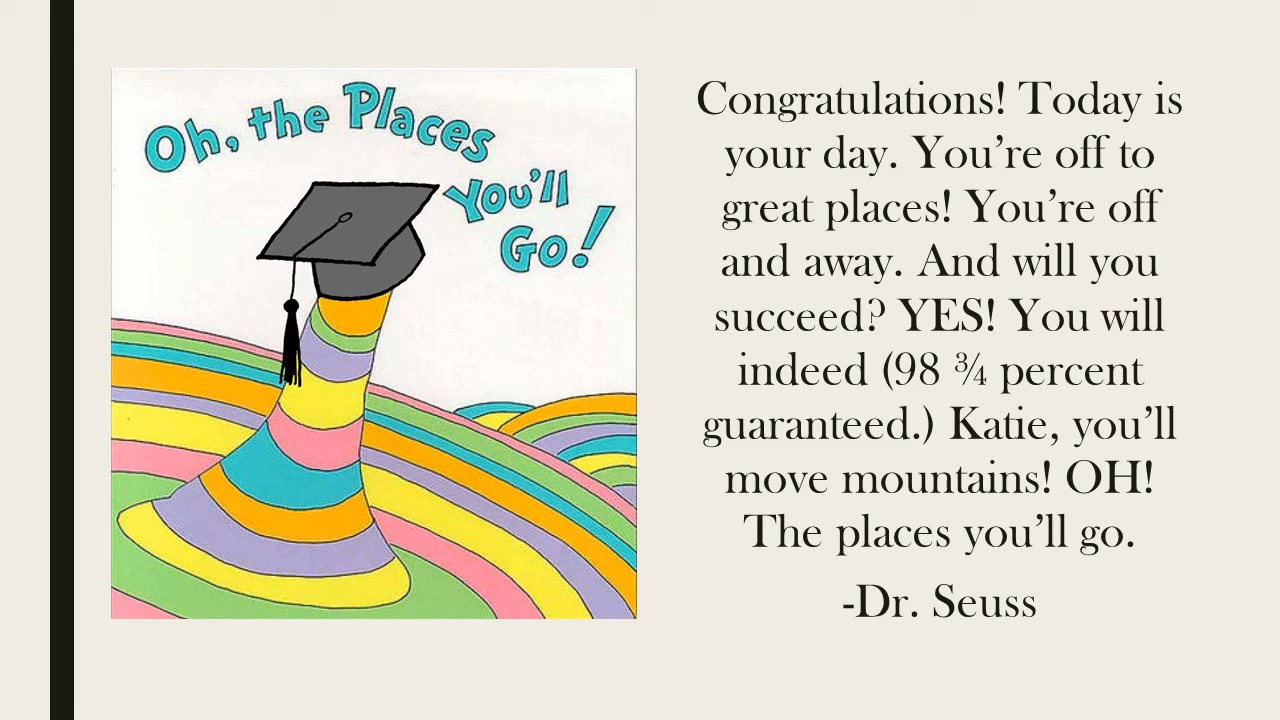 Oh, the Places
You'll
Go!
Congratulations! Today is
your day. You’re off to
great places! You’re off
and away. And will you
succeed? YES! You will
indeed (98 ¾ percent
guaranteed.) Katie, you’ll
move mountains! OH!
The places you’ll go.
-Dr. Seuss